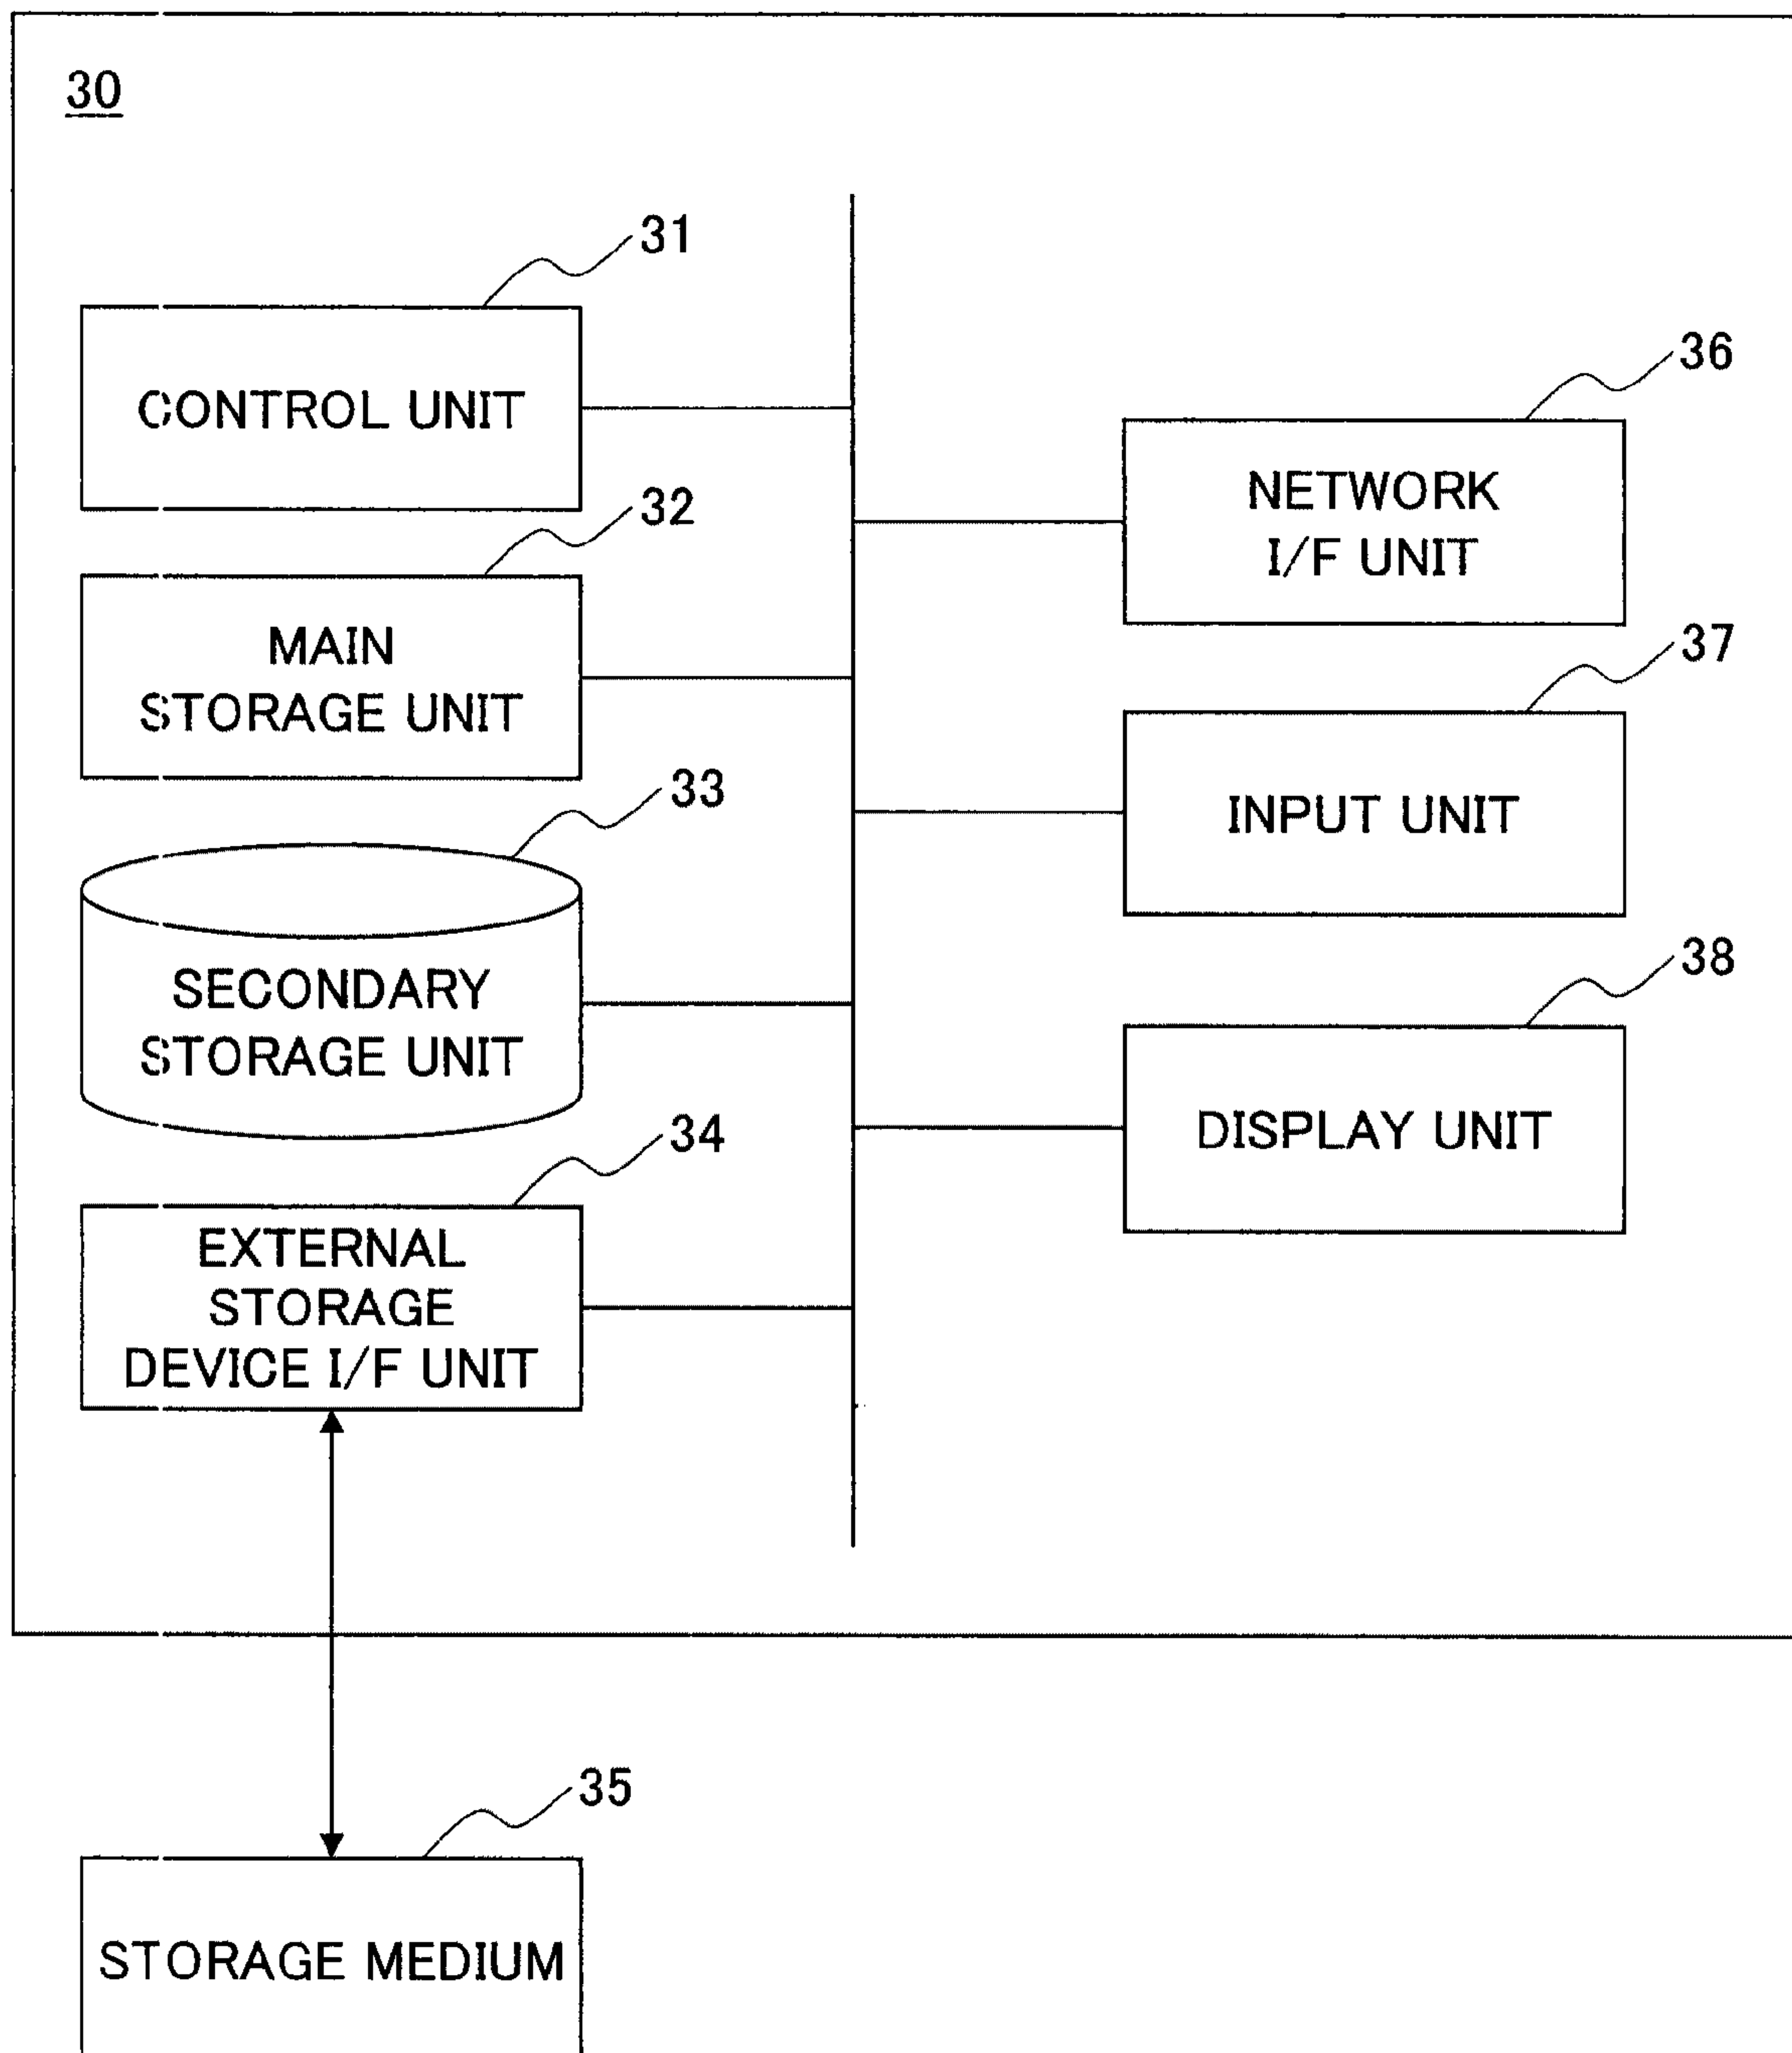 30
31
CONTROL UNIT
32
MAIN
STORAGE UNIT
33
SECONDARY
STORAGE UNIT
34
EXTERNAL
STORAGE
DEVICE I/F UNIT
36
NETWORK
I/F UNIT
37
INPUT UNIT
38
DISPLAY UNIT
35
STORAGE MEDIUM